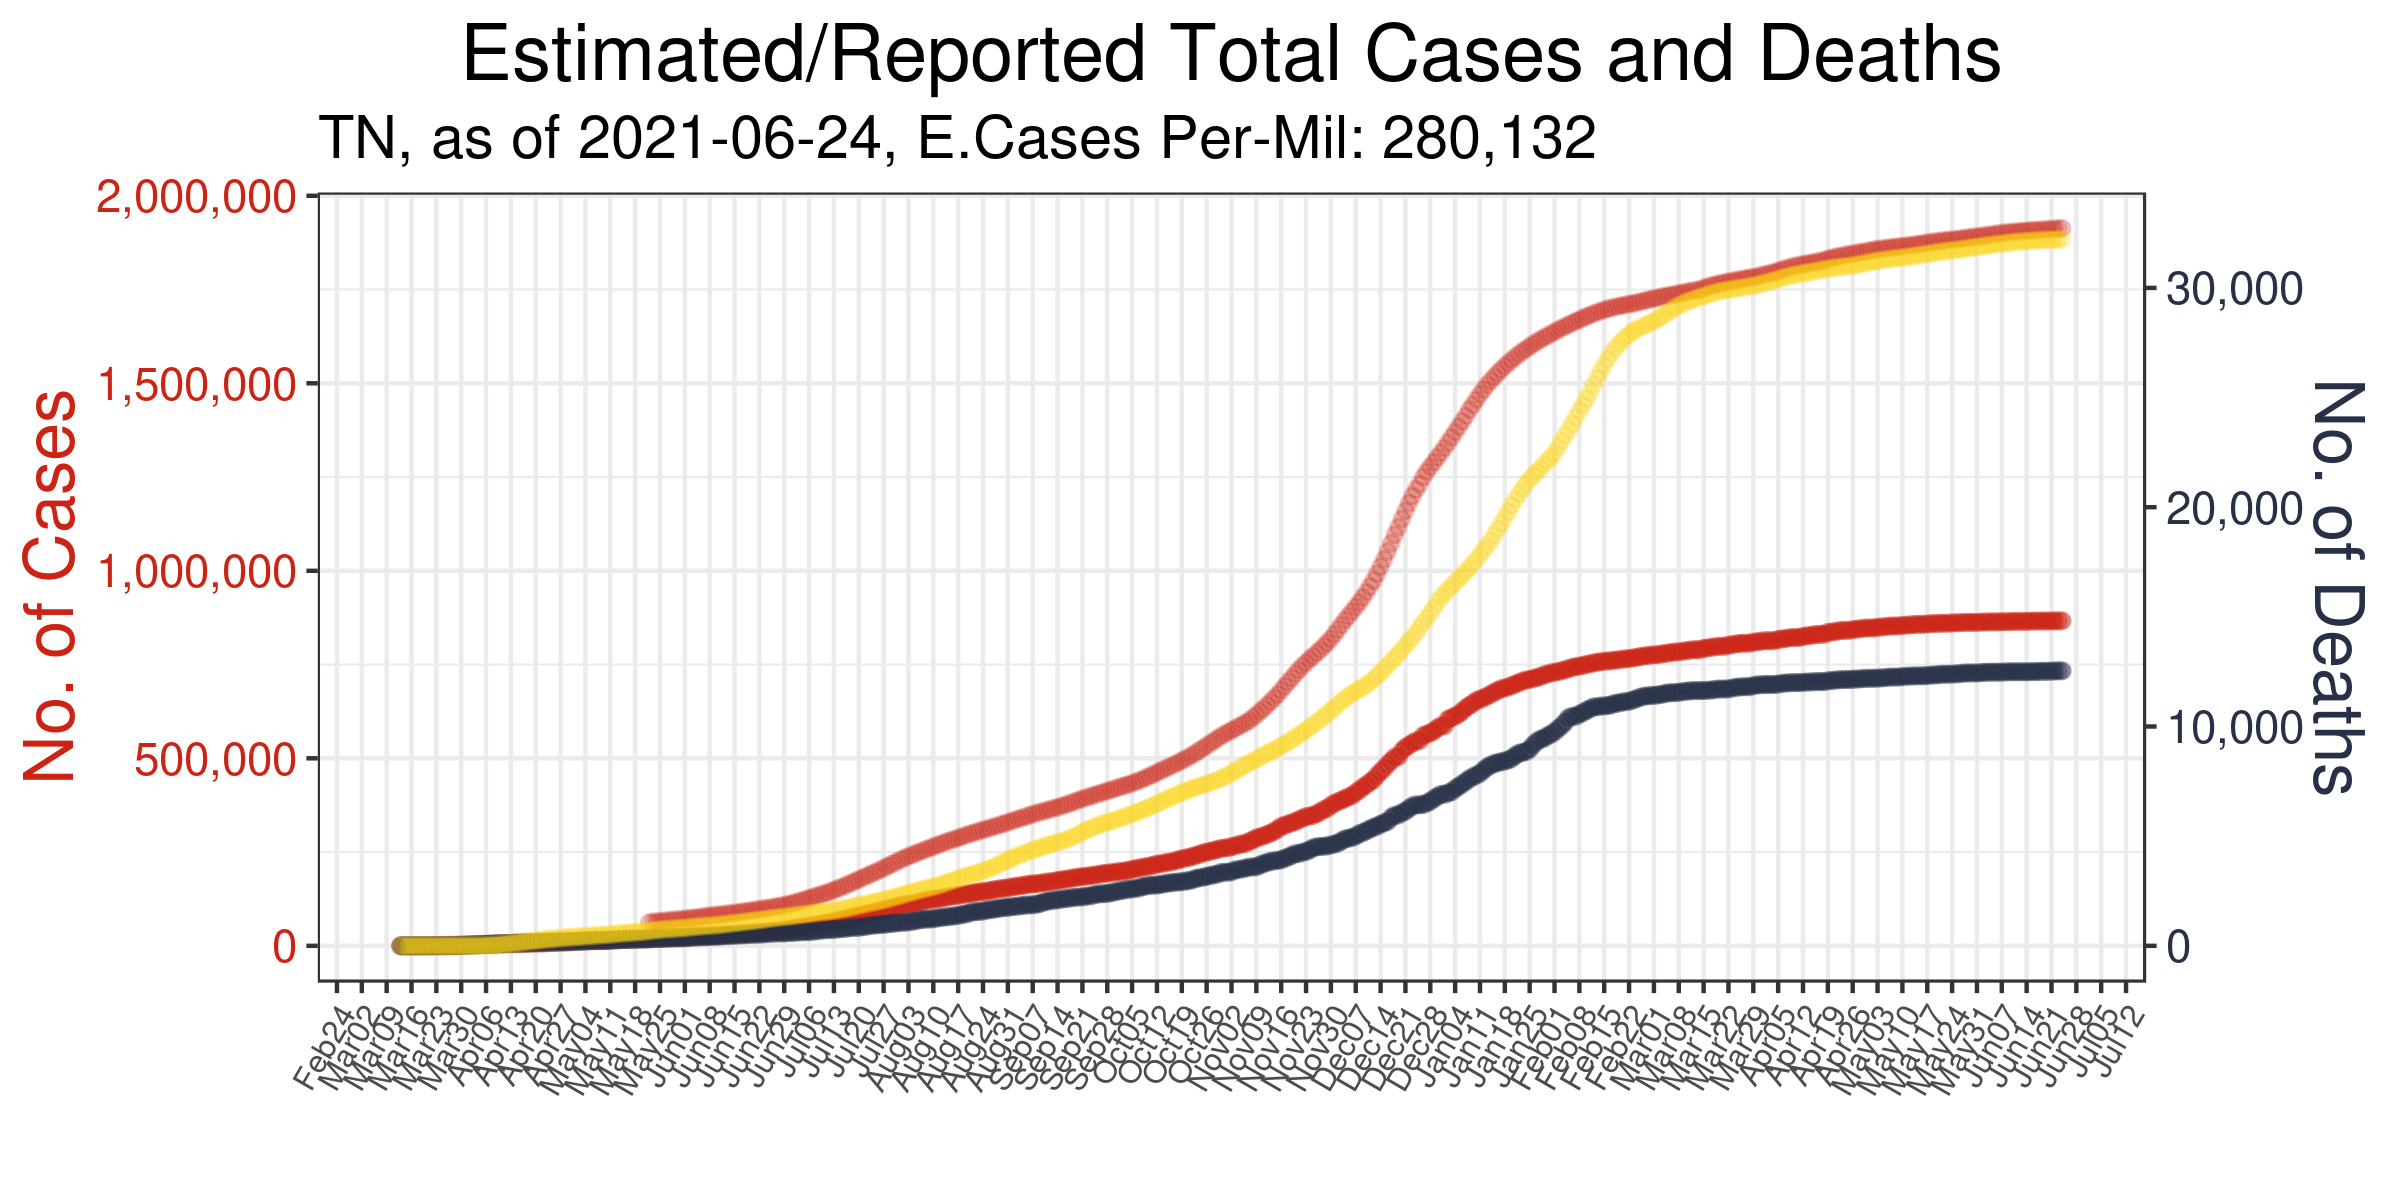 Estimated/Reported Total Cases and Deaths
TN, as of 2021-06-24, E.Cases Per-Mil: 280,132
No. of Cases
2,000,000
1,500,000
1,000,000
500,000
0
30,000
20,000
10,000
0
No. of Deaths
Feb24
Mar02
Mar09
Mar16
Mar23
Mar30
Apr06
Apr13
Apr20
Apr27
May04
May11
May18
May25
Jun01
Jun08
Jun15
Jun22
Jun29
Jul06
Jul13
Jul20
Jul27
Aug03
Aug10
Aug17
Aug24
Aug31
Sep07
Sep14
Sep21
Sep28
Oct05
Oct12
Oct19
Oct26
Nov02
Nov09
Nov16
Nov23
Nov30
Dec07
Dec14
Dec21
Dec28
Jan04
Jan11
Jan18
Jan25
Feb01
Feb08
Feb15
Feb22
Mar01
Mar08
Mar15
Mar22
Mar29
Apr05
Apr12
Apr19
Apr26
May03
May10
May17
May24
May31
Jun07
Jun14
Jun21
Jun28
Jul05
Jul12